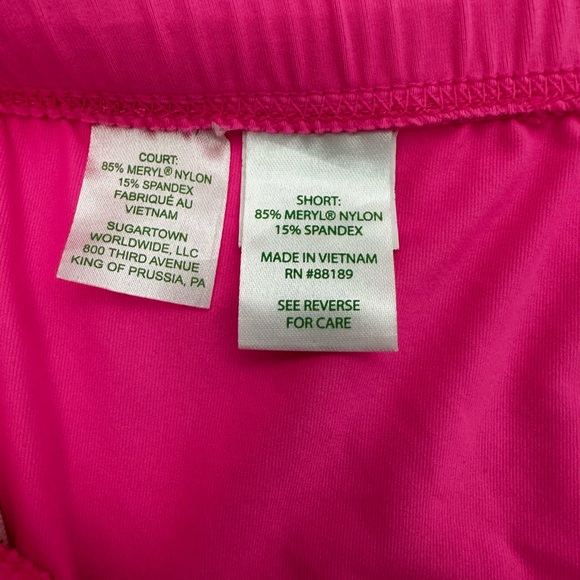 COURT:
85% MERYL® NYLON
15% SPANDEX
FABRIQUÉ AU
VIETNAM
SUGARTOWN
WORLDWIDE, LLC
800 THIRD AVENUE
KING OF PRUSSIA, PA
SHORT:
85% MERYL® NYLON
15% SPANDEX
MADE IN VIETNAM
RN #88189
SEE REVERSE
FOR CARE